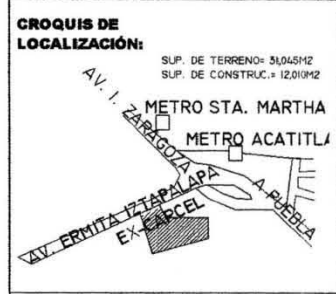 CROQUIS DE
LOCALIZACIÓN:
SUP. DE TERRENO= 31,045M2
SUP. DE CONSTRUC.= 12,010M2
AV. I. ZARAGOZA
METRO STA. MARTHA
METRO ACATITLA
AV. ERMITA IZTAPALAPA
EX-CARCEL
A. PUEBLA